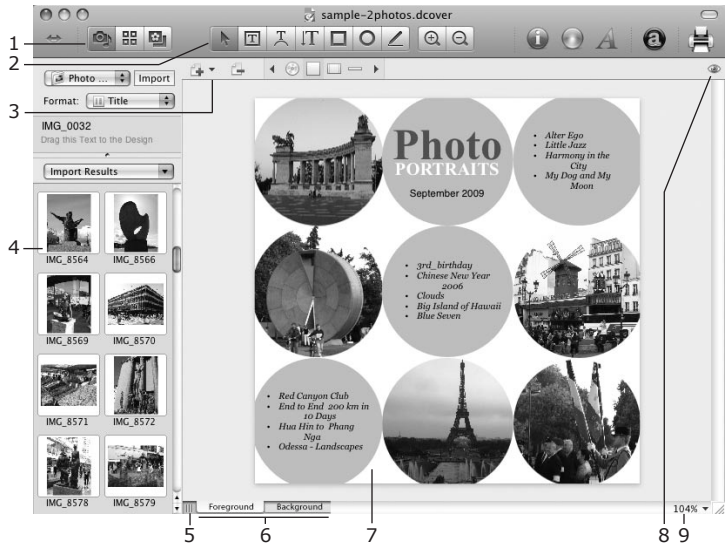 sample-2photos.dcover
1
2
3
4
5
6
7
8
9
T
T
T
i
A
a
Photo ...
Import
Format:
Title
IMG_0032
Drag this Text to the Design
Import Results
IMG_8564
IMG_8566
IMG_8569
IMG_8570
IMG_8571
IMG_8572
IMG_8578
IMG_8579
Photo
PORTRAITS
September 2009
• Alter Ego
• Little Jazz
• Harmony in the
City
• My Dog and My
Moon
• 3rd_birthday
• Chinese New Year
2006
• Clouds
• Big Island of Hawaii
• Blue Seven
• Red Canyon Club
• End to End 200 km in
10 Days
• Hua Hin to Phang
Nga
• Odessa - Landscapes
Foreground
Background
104%